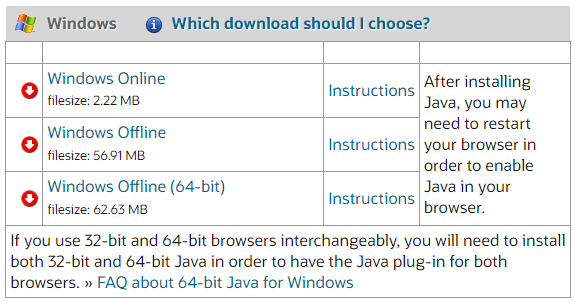 Windows Which download should I choose?
Windows Online
filesize: 2.22 MB
Instructions
Windows Offline
filesize: 56.91 MB
Instructions
Windows Offline (64-bit)
filesize: 62.63 MB
Instructions
After installing
Java, you may
need to restart
your browser in
order to enable
Java in your
browser.
If you use 32-bit and 64-bit browsers interchangeably, you will need to install
both 32-bit and 64-bit Java in order to have the Java plug-in for both
browsers. » FAQ about 64-bit Java for Windows